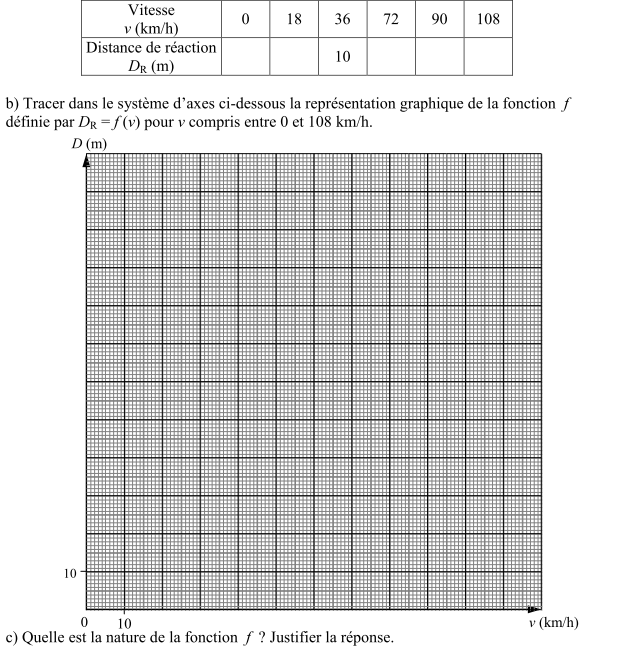 Vitesse
v (km/h) 0 18 36 72 90 108
Distance de réaction
D_R (m) 10
b) Tracer dans le système d’axes ci-dessous la représentation graphique de la fonction f
définie par D_R = f (v) pour v compris entre 0 et 108 km/h.
D (m)
10
0 10 v (km/h)
c) Quelle est la nature de la fonction f ? Justifier la réponse.